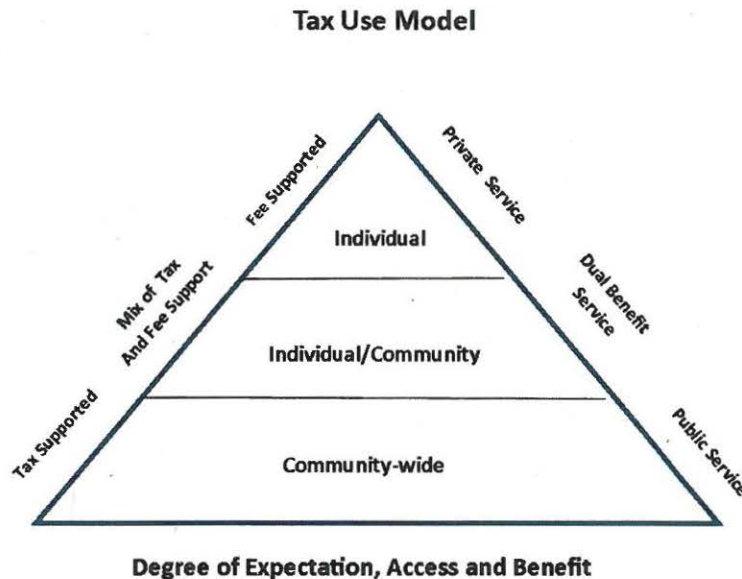 Tax Use Model
Fee Supported
Private Service
Individual
Mix of Tax
And Fee Support
Dual Benefit
Service
Individual/Community
Tax Supported
Public Service
Community-wide
Degree of Expectation, Access and Benefit